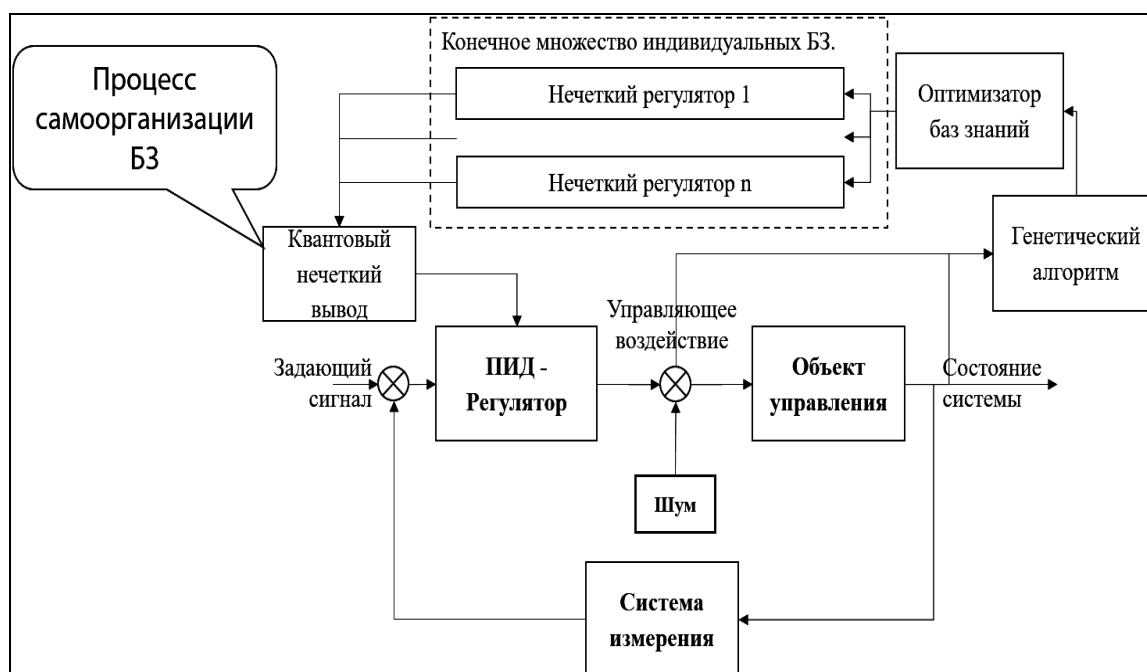 Процесс
самоорганизации
БЗ
Конечное множество индивидуальных БЗ.
Нечеткий регулятор 1
Нечеткий регулятор n
Оптимизатор
баз знаний
Генетический
алгоритм
Квантовый
нечеткий
вывод
Управляющее
воздействие
Задающий
сигнал
ПИД -
Регулятор
Объект
управления
Состояние
системы
Шум
Система
измерения